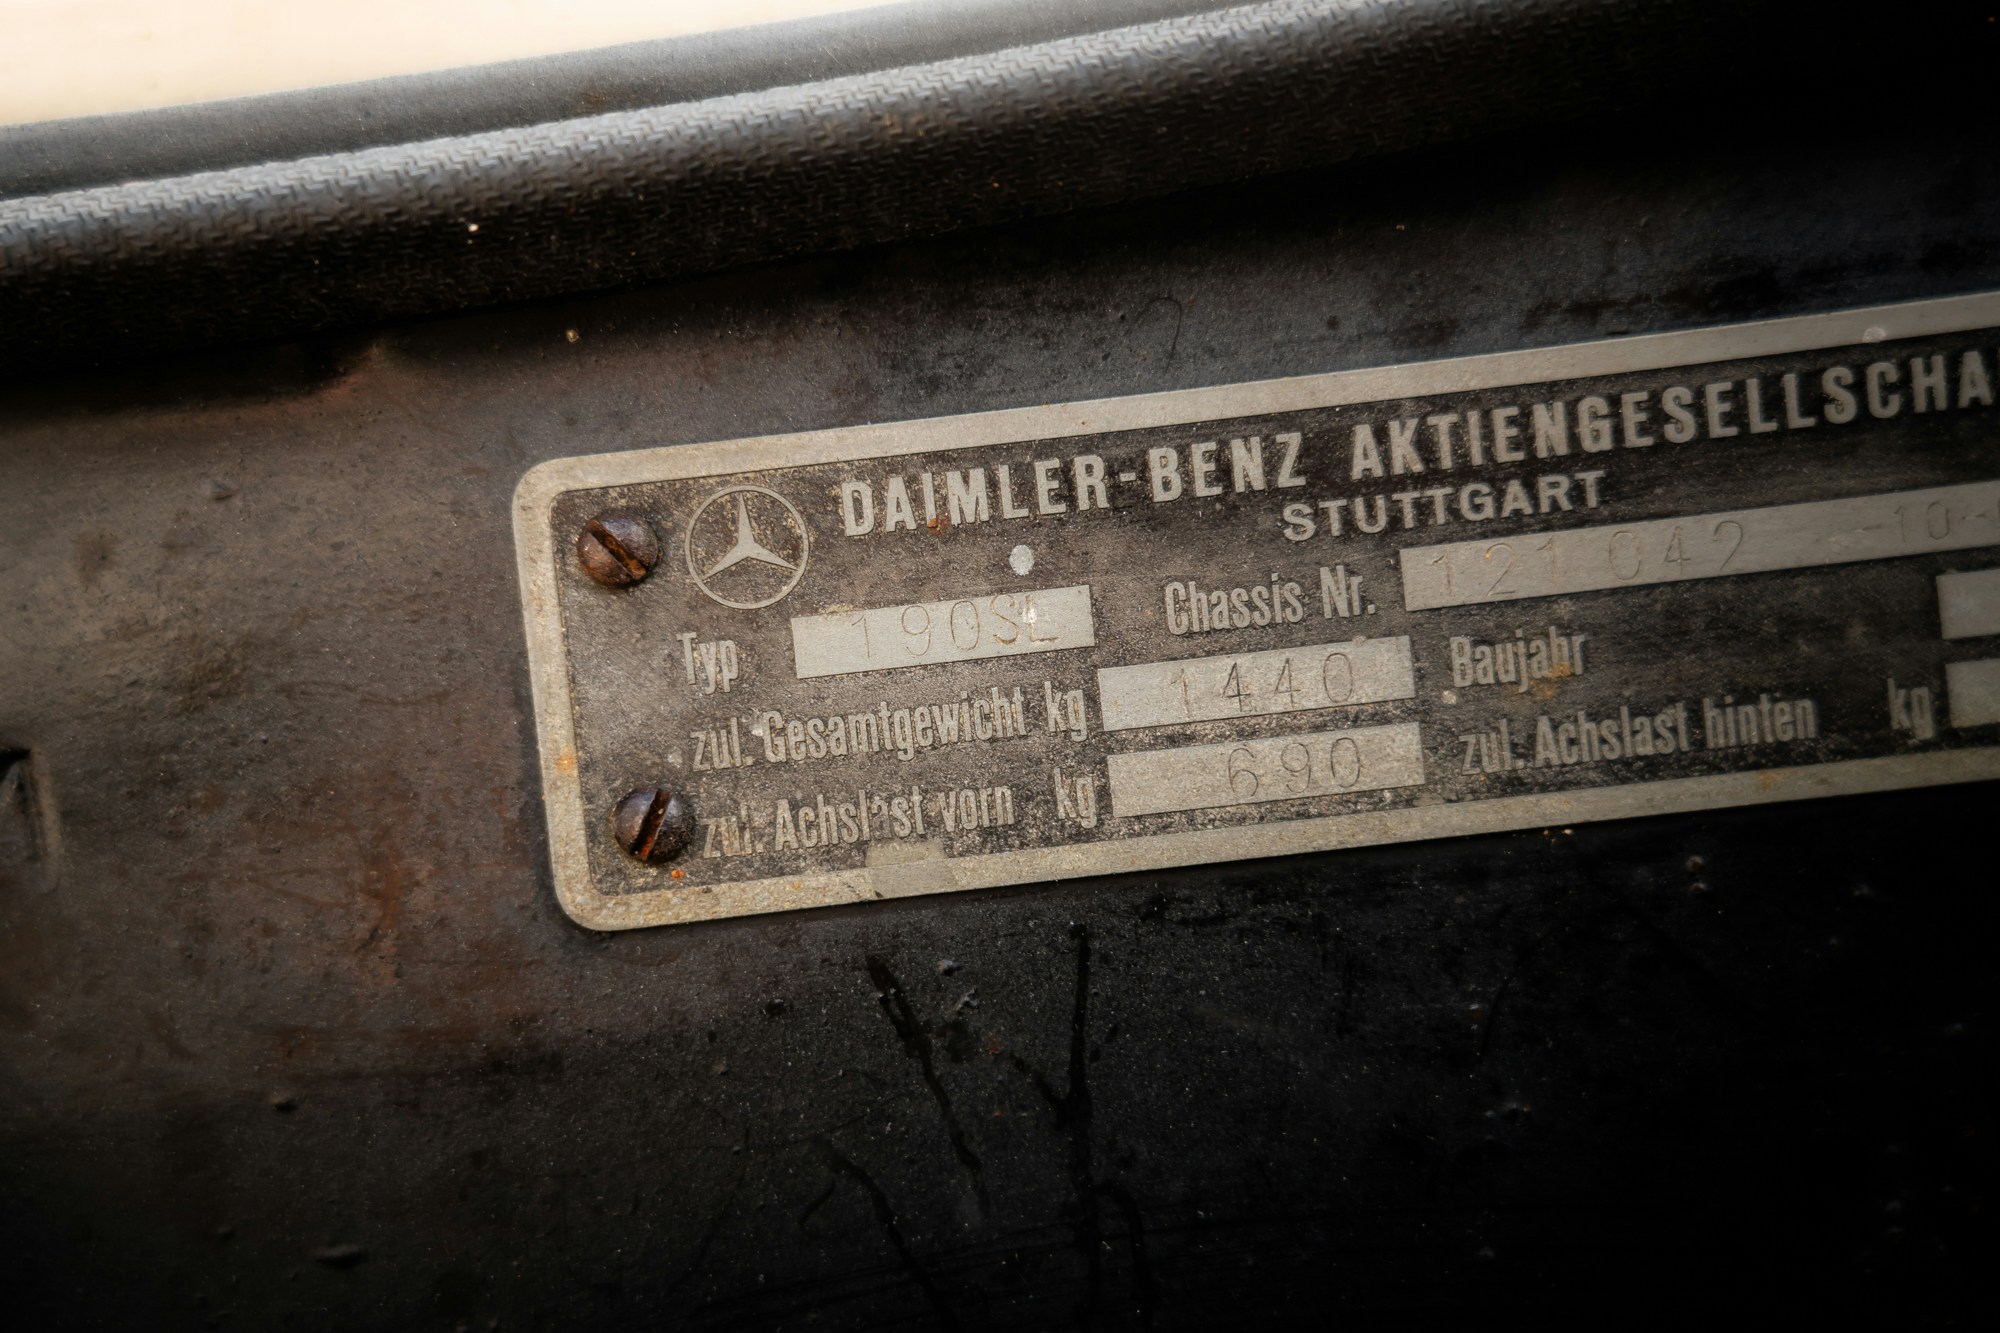 DAIMLER-BENZ AKTIENGESELLSCHA
STUTTGART
Typ 190SL Chassis Nr. 121 042 -10-
zul. Gesamtgewicht kg 1440 Baujahr
zul. Achslast vorn kg 690 zul. Achslast hinten kg